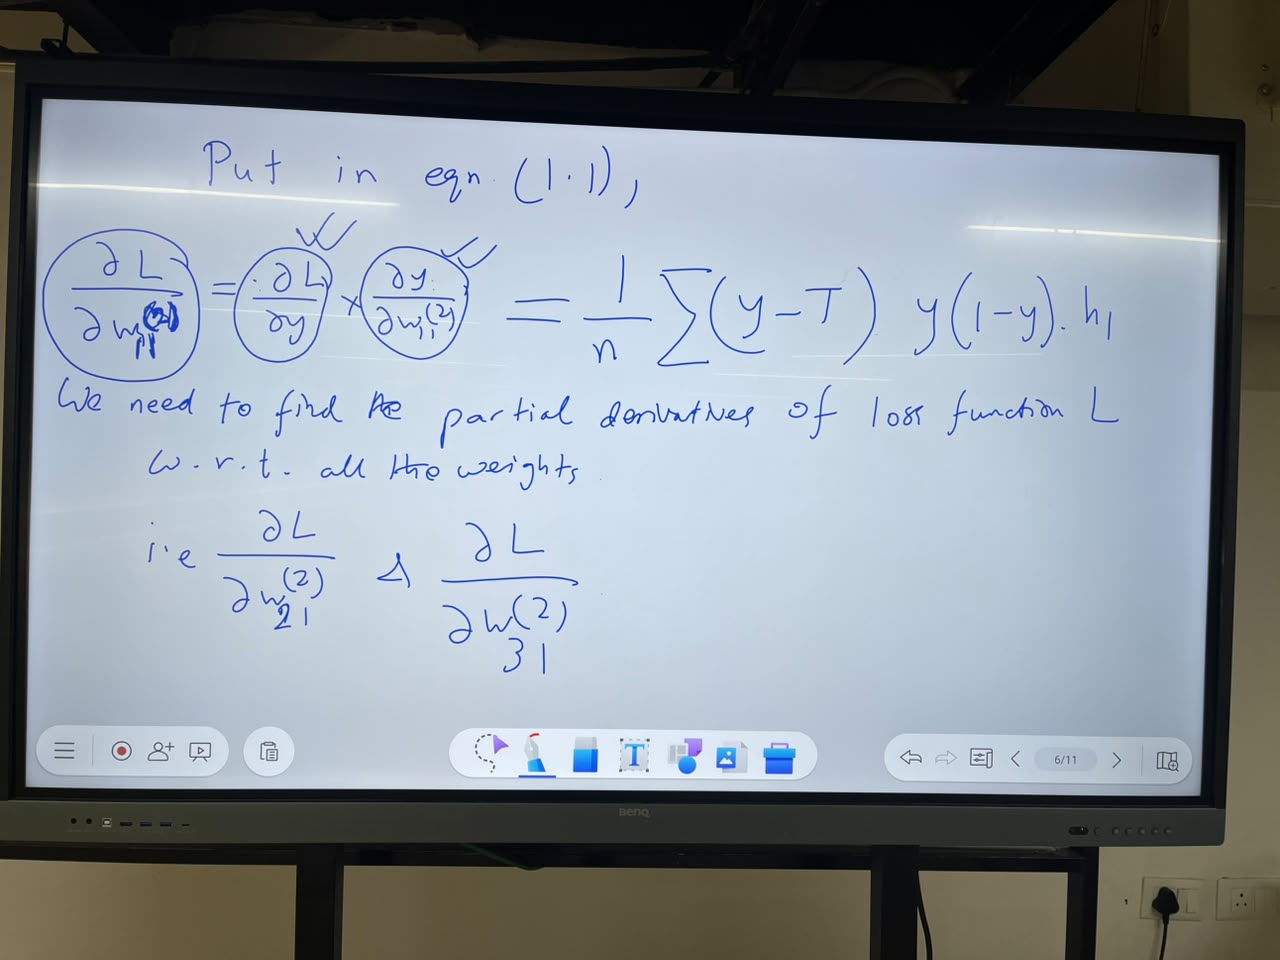 Put in eqn. (1.1),
∂L/∂w₁₁⁽²⁾ = ∂L/∂y × ∂y/∂w₁₁⁽²⁾ = 1/n ∑(y-T) y(1-y). h₁
We need to find the partial derivatives of loss function L
w.r.t. all the weights
i.e ∂L/∂w₂₁⁽²⁾ & ∂L/∂w₃₁⁽²⁾
T
6/11
BenQ